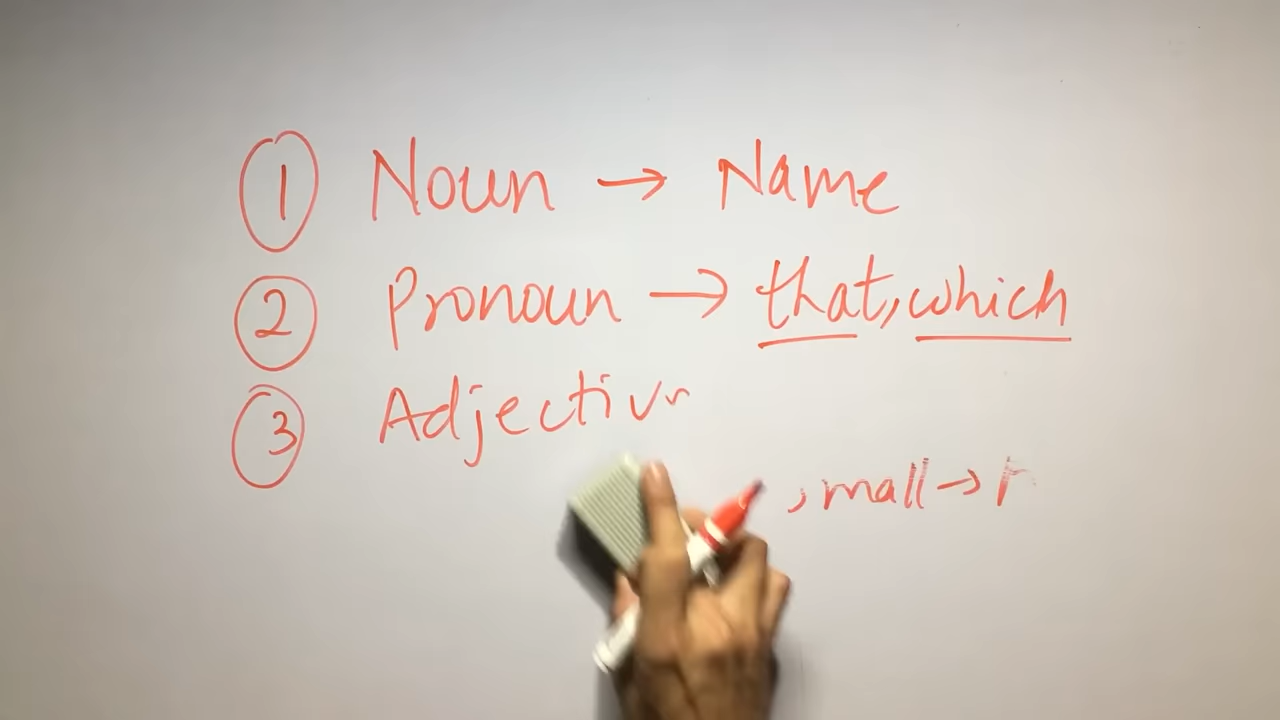 1 Noun → Name
2 Pronoun → that, which
3 Adjectiv
mall →